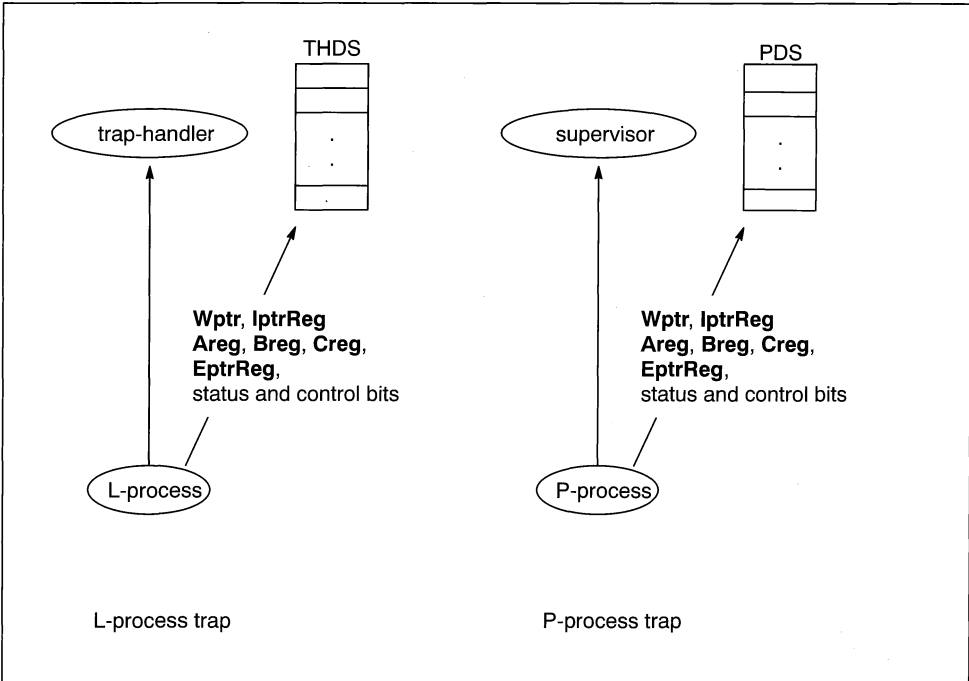 THDS
trap-handler
Wptr, IptrReg
Areg, Breg, Creg,
EptrReg,
status and control bits
L-process
L-process trap
PDS
supervisor
Wptr, IptrReg
Areg, Breg, Creg,
EptrReg,
status and control bits
P-process
P-process trap